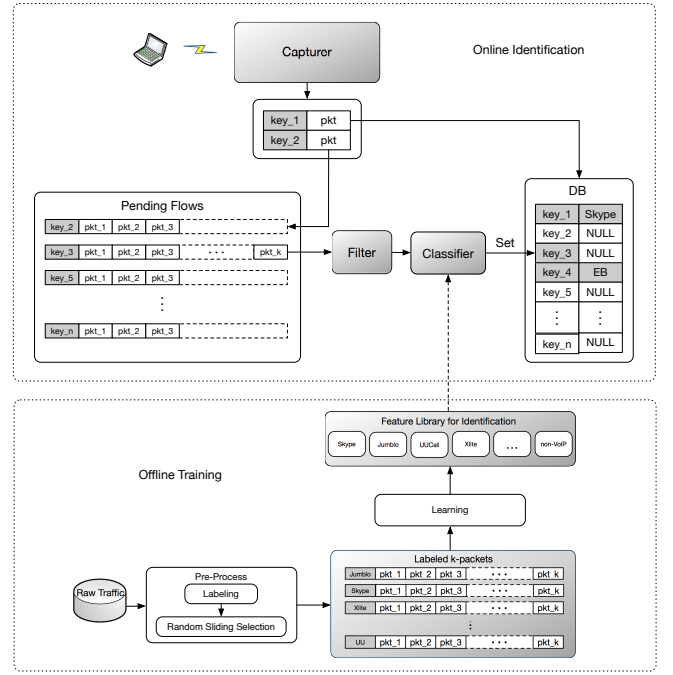 Capturer
Online Identification
key_1 pkt
key_2 pkt
Pending Flows
key_2 pkt_1 pkt_2 pkt_3
key_3 pkt_1 pkt_2 pkt_3 ··· pkt_k
key_5 pkt_1 pkt_2 pkt_3
⋮
key_n pkt_1 pkt_2 pkt_3
Filter
Classifier
Set
DB
key_1 Skype
key_2 NULL
key_3 NULL
key_4 EB
key_5 NULL
⋮ ⋮
key_n NULL
Feature Library for Identification
Skype Jumblo UUCall Xlite ... non-VoIP
Offline Training
Learning
Labeled k-packets
Jumblo pkt_1 pkt_2 pkt_3 ··· pkt_k
Skype pkt_1 pkt_2 pkt_3 ··· pkt_k
Xlite pkt_1 pkt_2 pkt_3 ··· pkt_k
⋮
UU pkt_1 pkt_2 pkt_3 ··· pkt_k
Raw Traffic
Pre-Process
Labeling
Random Sliding Selection